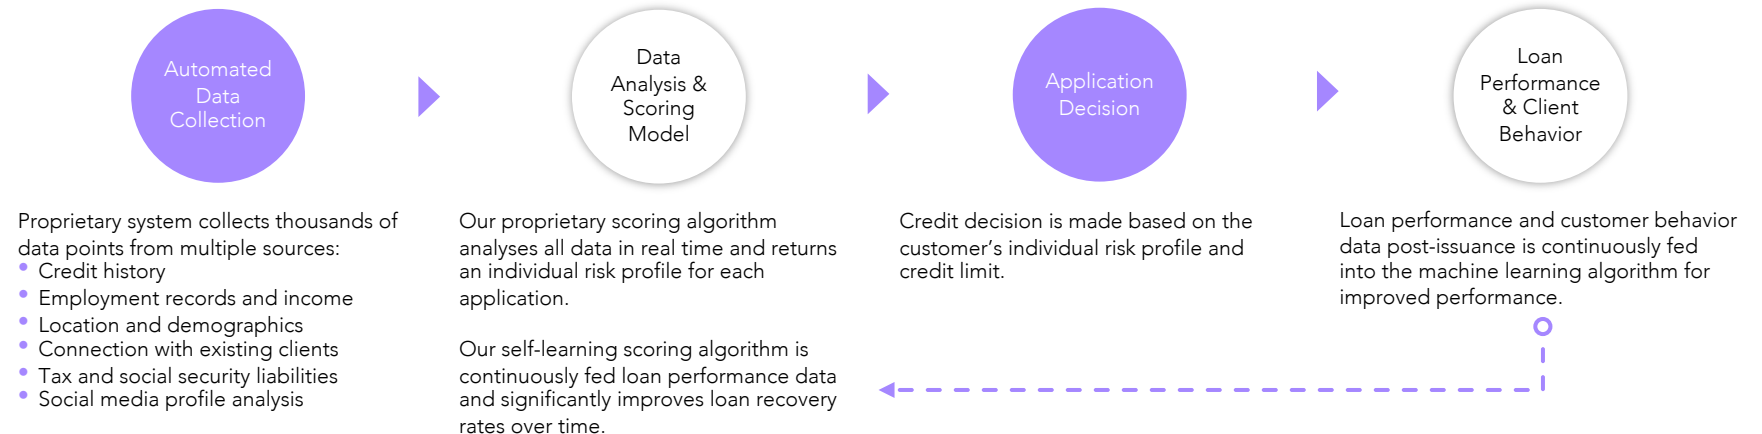 Automated
Data
Collection
Data
Analysis &
Scoring
Model
Application
Decision
Loan
Performance
& Client
Behavior
Proprietary system collects thousands of
data points from multiple sources:
• Credit history
• Employment records and income
• Location and demographics
• Connection with existing clients
• Tax and social security liabilities
• Social media profile analysis
Our proprietary scoring algorithm
analyses all data in real time and returns
an individual risk profile for each
application.
Our self-learning scoring algorithm is
continuously fed loan performance data
and significantly improves loan recovery
rates over time.
Credit decision is made based on the
customer’s individual risk profile and
credit limit.
Loan performance and customer behavior
data post-issuance is continuously fed
into the machine learning algorithm for
improved performance.